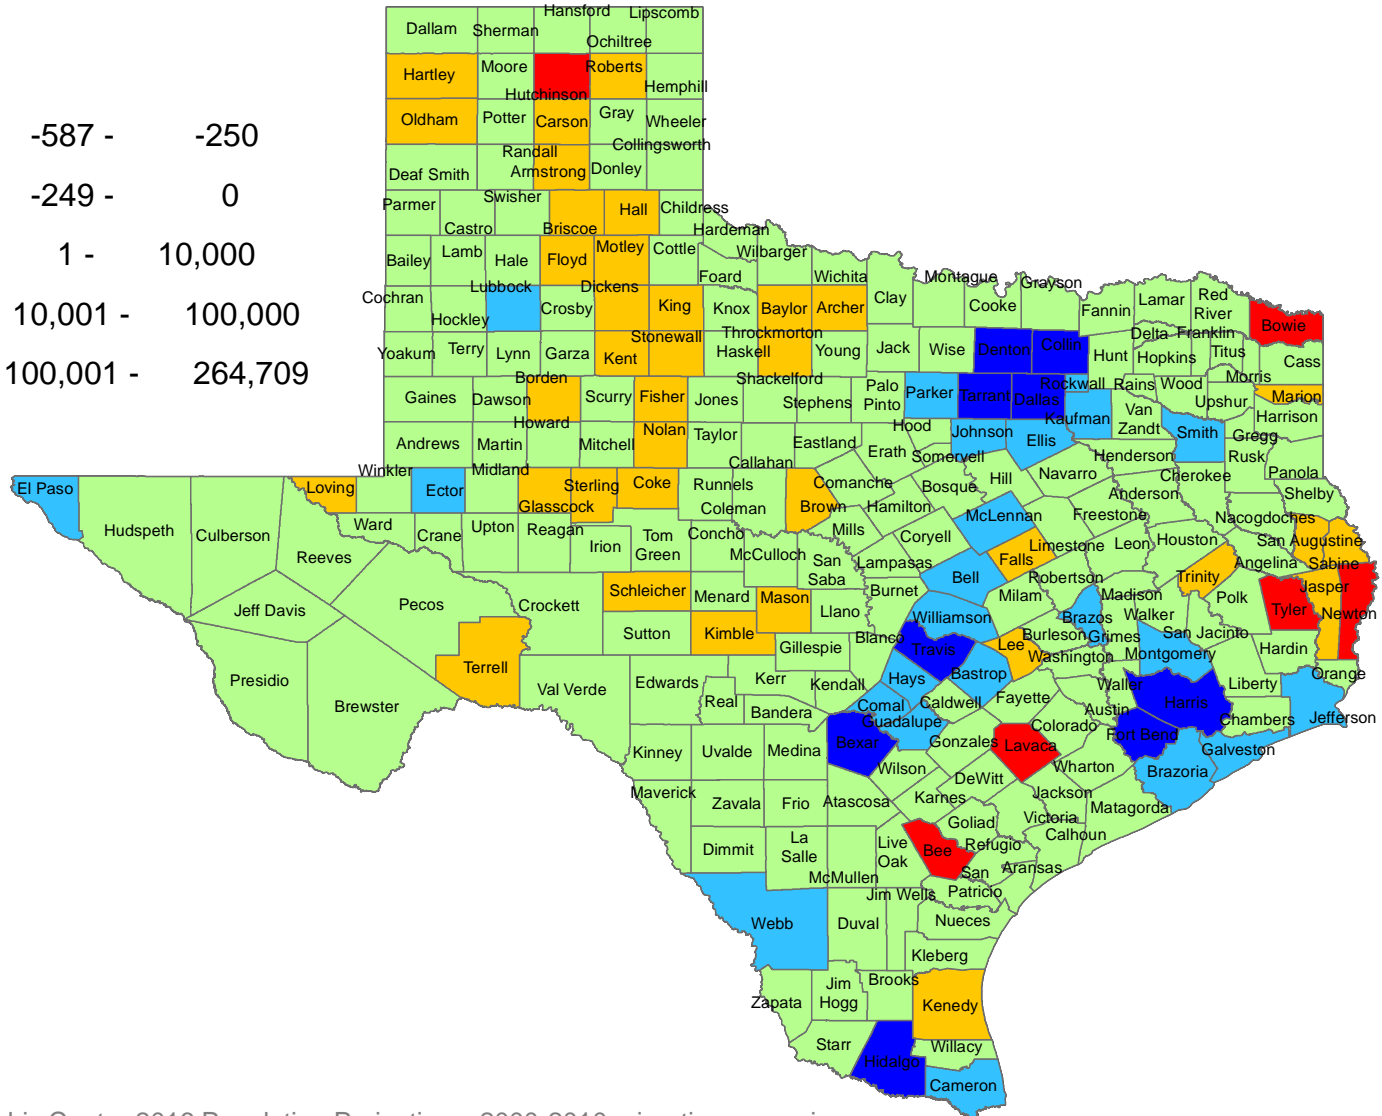 -587 - -250
-249 - 0
1 - 10,000
10,001 - 100,000
100,001 - 264,709
Dallam Sherman Hansford Ochiltree Lipscomb
Hartley Moore Hutchinson Roberts Hemphill
Oldham Potter Carson Gray Wheeler
Deaf Smith Randall Armstrong Donley Collingsworth
Parmer Castro Swisher Briscoe Hall Childress
Hardeman
Bailey Lamb Hale Floyd Motley Cottle Foard Wilbarger Wichita
Cochran Hockley Lubbock Crosby Dickens King Knox Baylor Archer Clay Montague Cooke Grayson Fannin Lamar Red River Bowie
Yoakum Terry Lynn Garza Kent Stonewall Haskell Throckmorton Young Jack Wise Denton Collin Hunt Delta Hopkins Franklin Titus Morris Cass
Gaines Dawson Borden Scurry Fisher Jones Shackelford Stephens Palo Pinto Parker Tarrant Dallas Rockwall Kaufman Rains Wood Upshur Marion Harrison
Andrews Martin Howard Mitchell Nolan Taylor Callahan Eastland Erath Hood Somervell Johnson Ellis Van Zandt Smith Gregg
Henderson Rusk Panola
El Paso Hudspeth Culberson Loving Winkler Ector Midland Glasscock Sterling Coke Runnels Coleman Brown Comanche Hamilton Bosque Hill Navarro Anderson Cherokee Shelby
Reeves Ward Crane Upton Reagan Irion Tom Green Concho McCulloch Mills San Saba Lampasas Coryell McLennan Limestone Freestone Leon Houston Nacogdoches San Augustine Sabine
Jeff Davis Pecos Crockett Schleicher Menard Mason Llano Burnet Bell Falls Milam Robertson Madison Walker Trinity Angelina Polk Tyler Jasper Newton
Presidio Brewster Terrell Val Verde Sutton Kimble Gillespie Blanco Williamson Travis Lee Burleson Brazos Grimes Washington Montgomery San Jacinto Hardin Orange
Edwards Real Kerr Bandera Kendall Hays Comal Guadalupe Caldwell Bastrop Fayette Austin Waller Harris Liberty Chambers Jefferson
Kinney Uvalde Medina Bexar Wilson Gonzales Lavaca Colorado Fort Bend Wharton Brazoria Galveston
Maverick Zavala Frio Atascosa Karnes DeWitt Jackson Victoria Matagorda
Goliad Calhoun
Dimmit La Salle McMullen Live Oak Bee Refugio Aransas San Patricio
Webb Duval Jim Wells Nueces
Kleberg
Zapata Jim Hogg Brooks Kenedy
Starr Hidalgo Willacy
Cameron